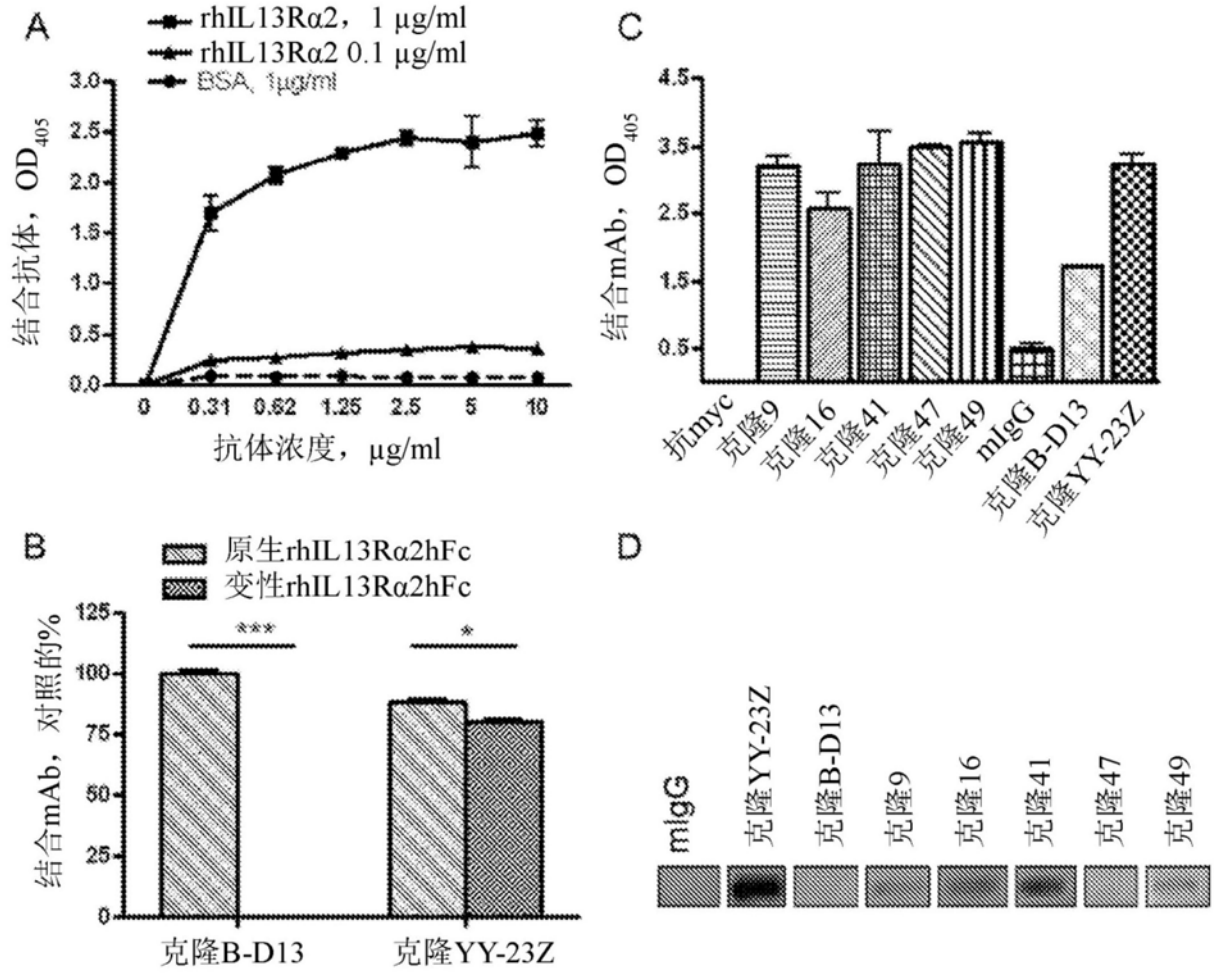 A
rhIL13Rα2，1 µg/ml
rhIL13Rα2 0.1 µg/ml
BSA, 1µg/ml
结合抗体，OD405
3.0
2.5
2.0
1.5
1.0
0.5
0.0
0 0.31 0.62 1.25 2.5 5 10
抗体浓度，µg/ml
C
结合mAb，OD405
4.5
3.5
2.5
1.5
0.5
抗myc
克隆9
克隆16
克隆41
克隆47
克隆49
mIgG
克隆B-D13
克隆YY-23Z
B
原生rhIL13Rα2hFc
变性rhIL13Rα2hFc
结合mAb，对照的%
125
100
75
50
25
0
***
*
克隆B-D13
克隆YY-23Z
D
mIgG
克隆YY-23Z
克隆B-D13
克隆9
克隆16
克隆41
克隆47
克隆49